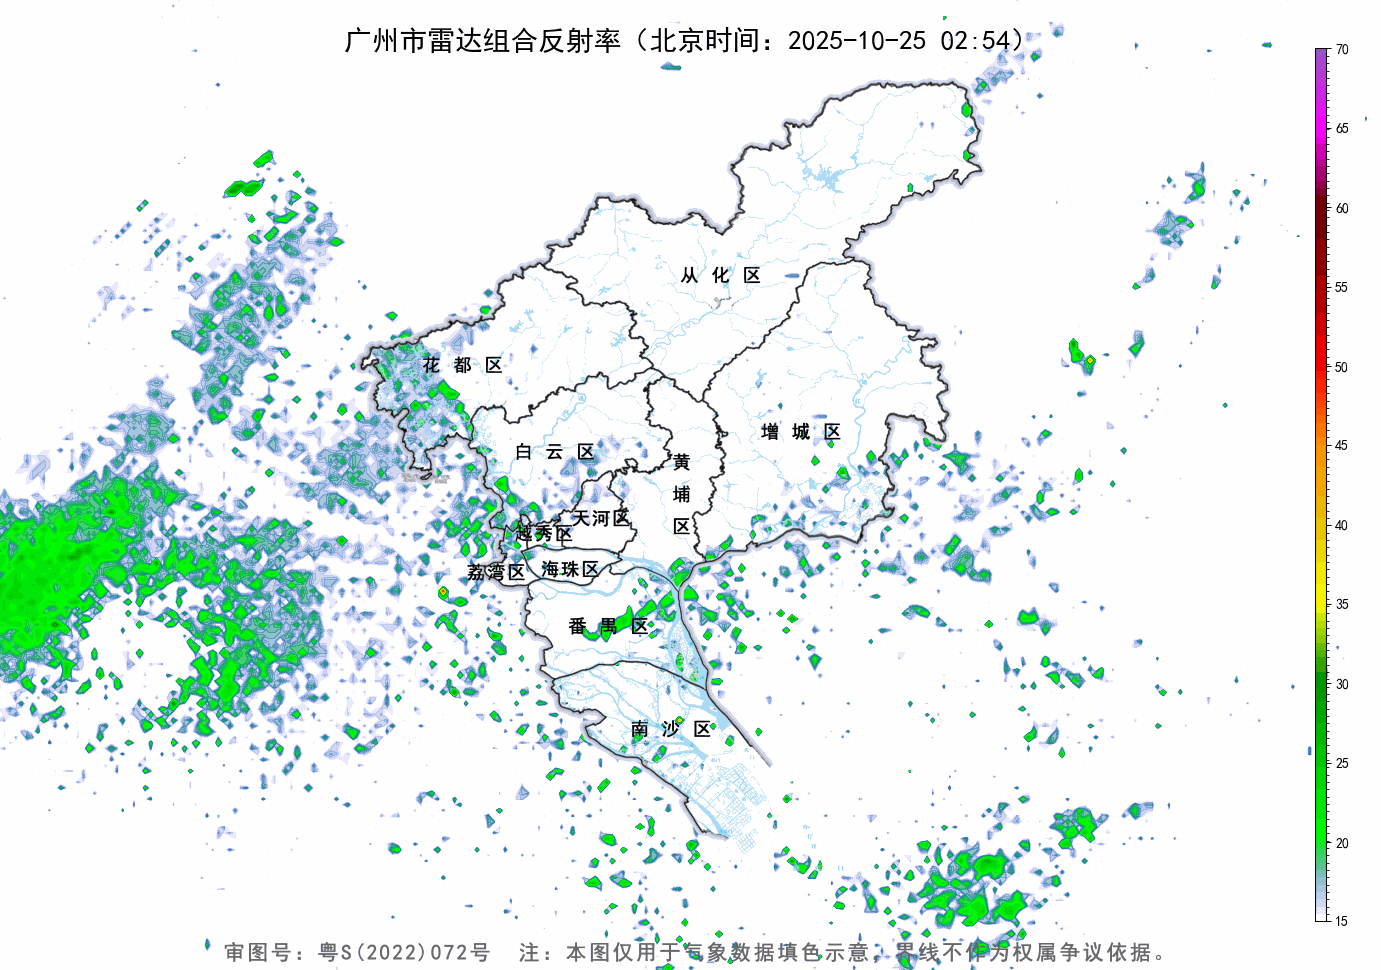 广州市雷达组合反射率（北京时间：2025-10-25 02:54）
70
65
60
55
50
45
40
35
30
25
20
15
从化区
花都区
增城区
白云区
黄埔区
天河区
越秀区
荔湾区
海珠区
番禺区
南沙区
审图号：粤S(2022)072号 注：本图仅用于气象数据填色示意，界线不作为权属争议依据。